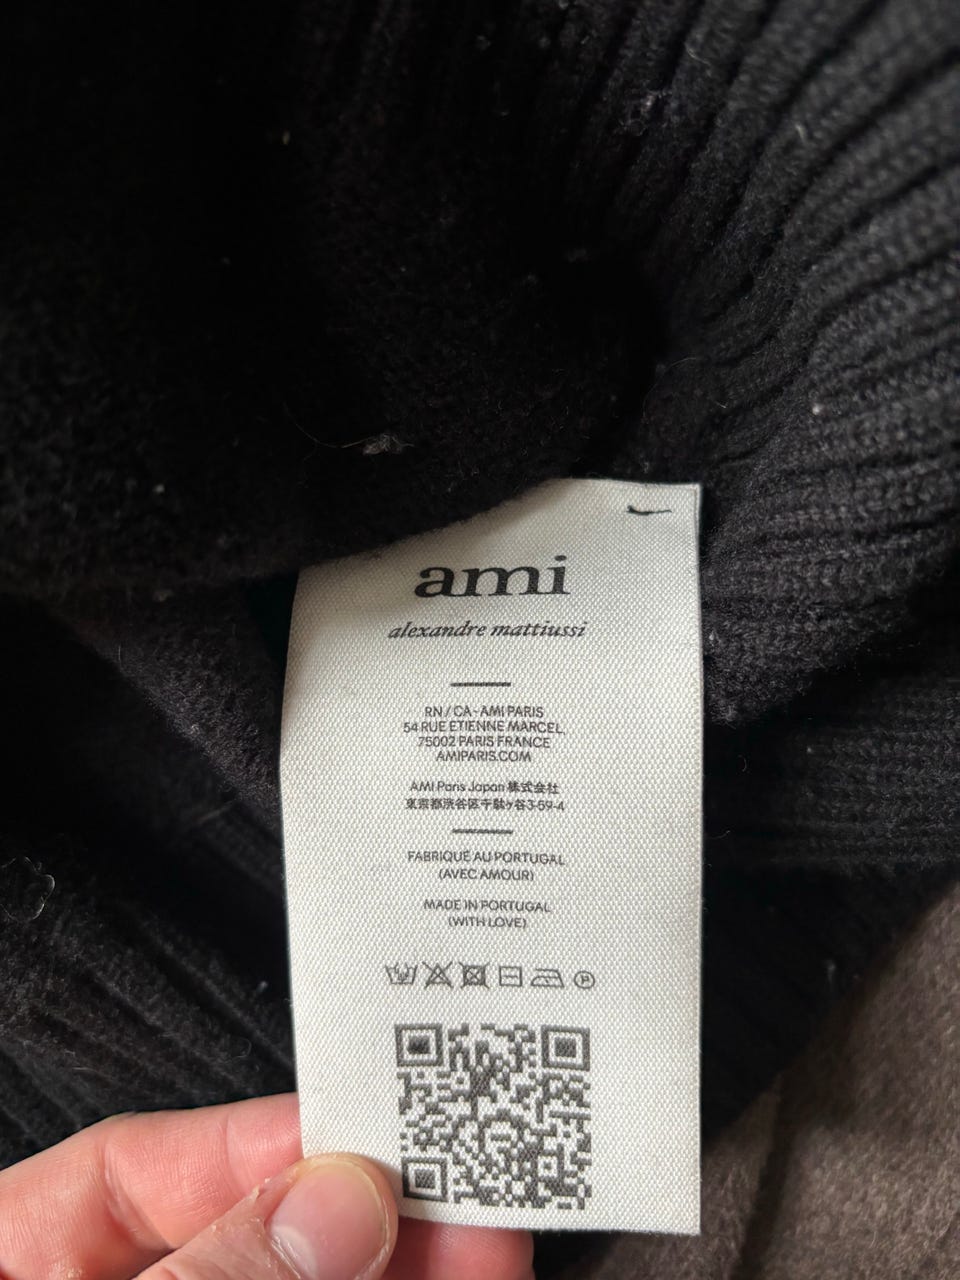 ami
alexandre mattiussi
RN / CA - AMI PARIS
54 RUE ETIENNE MARCEL,
75002 PARIS FRANCE
AMIPARIS.COM
AMI Paris Japan 株式会社
東京都渋谷区千駄ヶ谷3-59-4
FABRIQUÉ AU PORTUGAL
(AVEC AMOUR)
MADE IN PORTUGAL
(WITH LOVE)
P